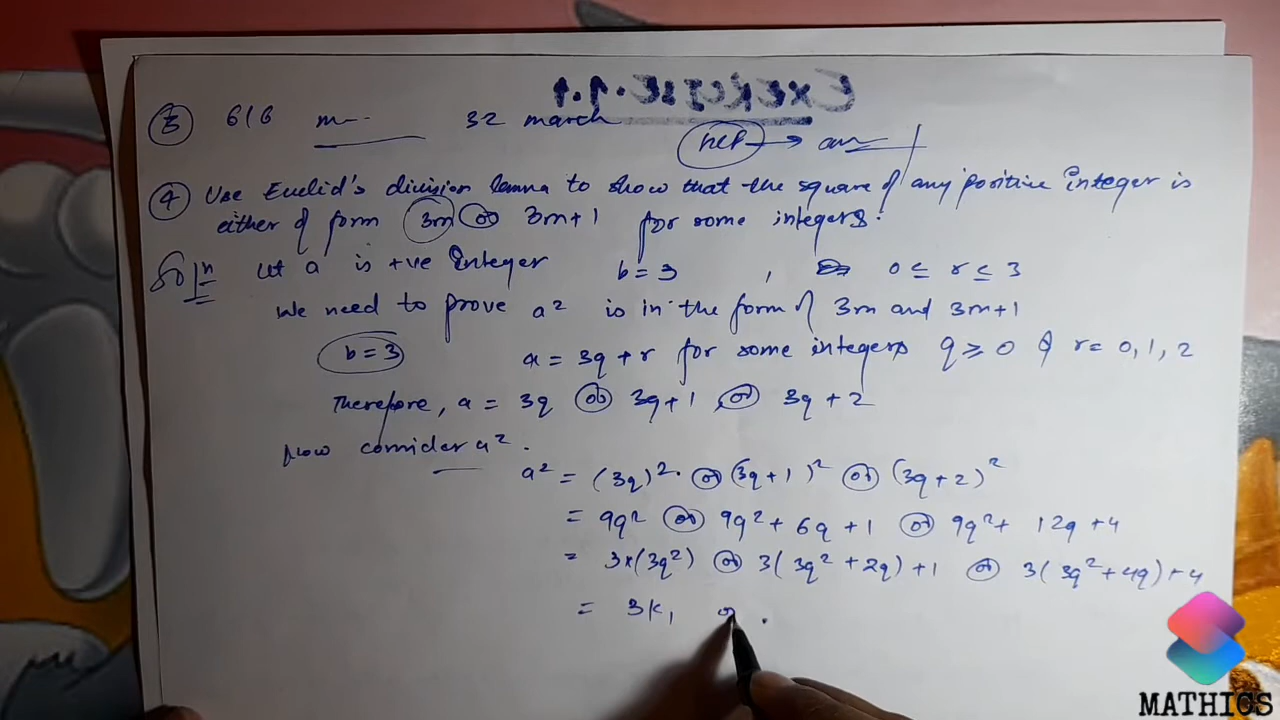 Exercise 1.1
③ 616 m--- 32 march
HCF → an
④ Use Euclid's division lemma to show that the square of any positive integer is
either of form 3m or 3m+1 for some integers.
Solⁿ Let a is +ve Integer b = 3 , 0 ≤ r ≤ 3
We need to prove a² is in the form of 3m and 3m+1
b = 3 a = 3q + r for some integers q ≥ 0 & r = 0, 1, 2
Therefore, a = 3q or 3q+1 or 3q+2
Now consider a².
a² = (3q)². or (3q+1)² or (3q+2)²
= 9q² or 9q²+6q+1 or 9q²+12q+4
= 3×(3q²) or 3(3q²+2q)+1 or 3(3q²+4q)+4
= 3k₁ or .
MATHICS